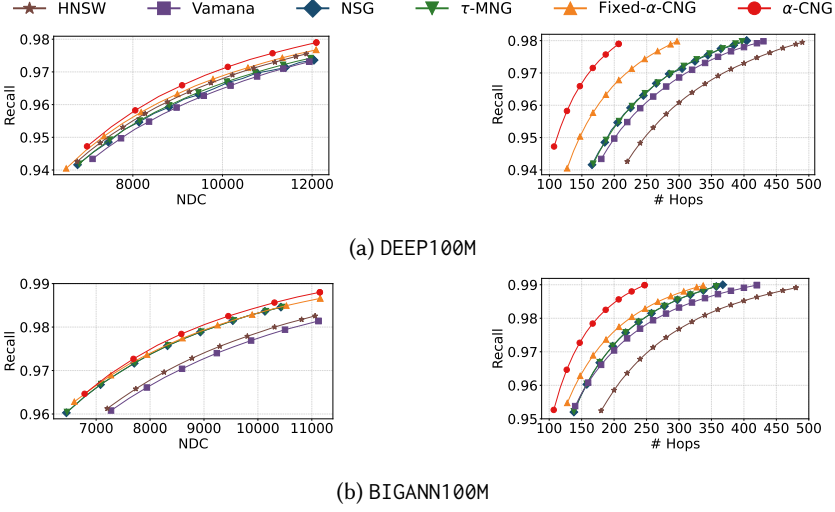 HNSW Vamana NSG τ-MNG Fixed-α-CNG α-CNG
0.98
0.97
0.96
0.95
0.94
Recall
8000 10000 12000
NDC
0.98
0.97
0.96
0.95
0.94
Recall
100 150 200 250 300 350 400 450 500
# Hops
(a) DEEP100M
0.99
0.98
0.97
0.96
Recall
7000 8000 9000 10000 11000
NDC
0.99
0.98
0.97
0.96
0.95
Recall
100 150 200 250 300 350 400 450 500
# Hops
(b) BIGANN100M